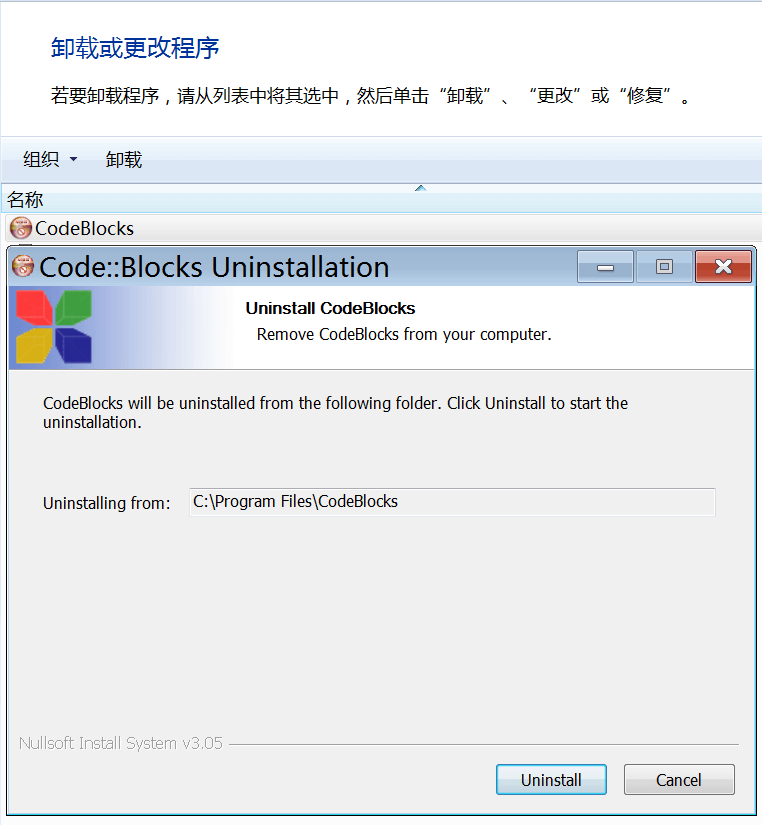 卸载或更改程序
若要卸载程序，请从列表中将其选中，然后单击“卸载”、“更改”或“修复”。
组织 卸载
名称
CodeBlocks
Code::Blocks Uninstallation
Uninstall CodeBlocks
Remove CodeBlocks from your computer.
CodeBlocks will be uninstalled from the following folder. Click Uninstall to start the
uninstallation.
Uninstalling from: C:\Program Files\CodeBlocks
Nullsoft Install System v3.05
Uninstall Cancel